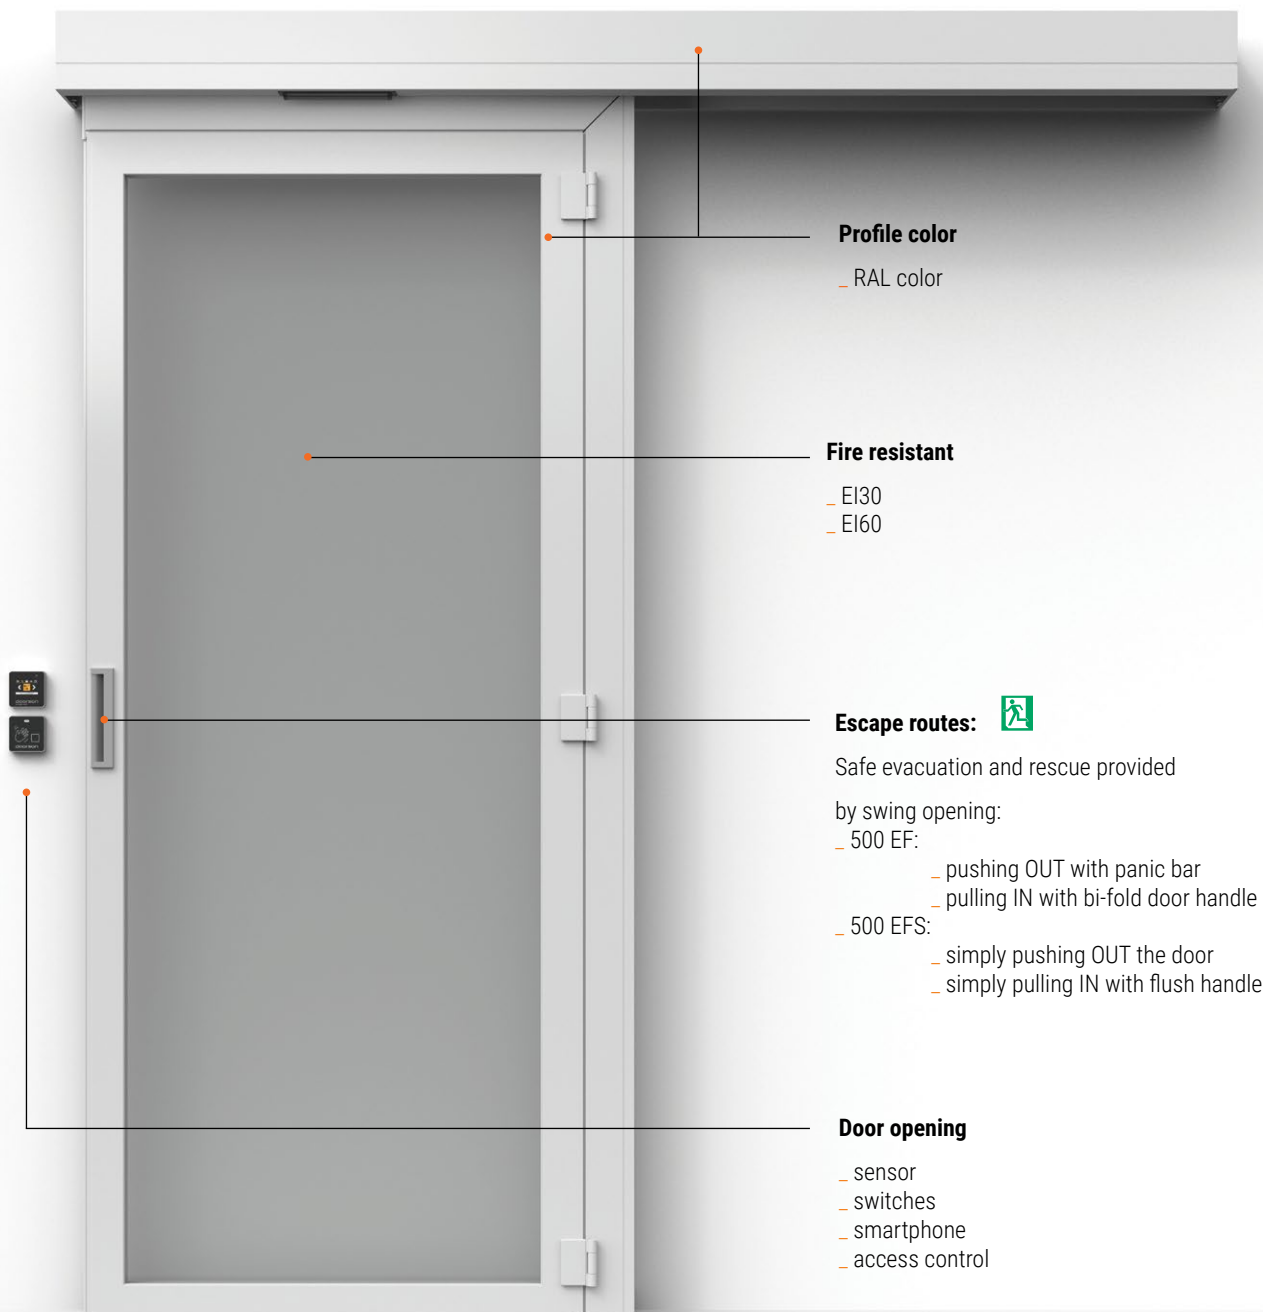 Profile color
_ RAL color
Fire resistant
_ EI30
_ EI60
Escape routes:
Safe evacuation and rescue provided
by swing opening:
_ 500 EF:
_ pushing OUT with panic bar
_ pulling IN with bi-fold door handle
_ 500 EFS:
_ simply pushing OUT the door
_ simply pulling IN with flush handle
Door opening
_ sensor
_ switches
_ smartphone
_ access control